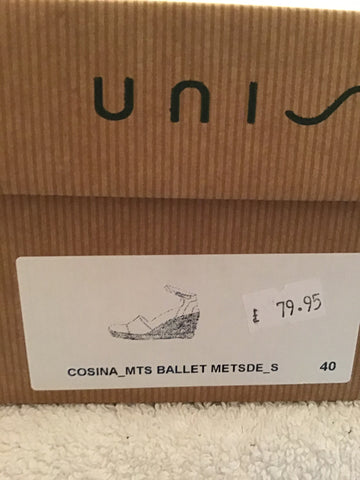 unis
£ 79.95
COSINA_MTS BALLET METSDE_S 40